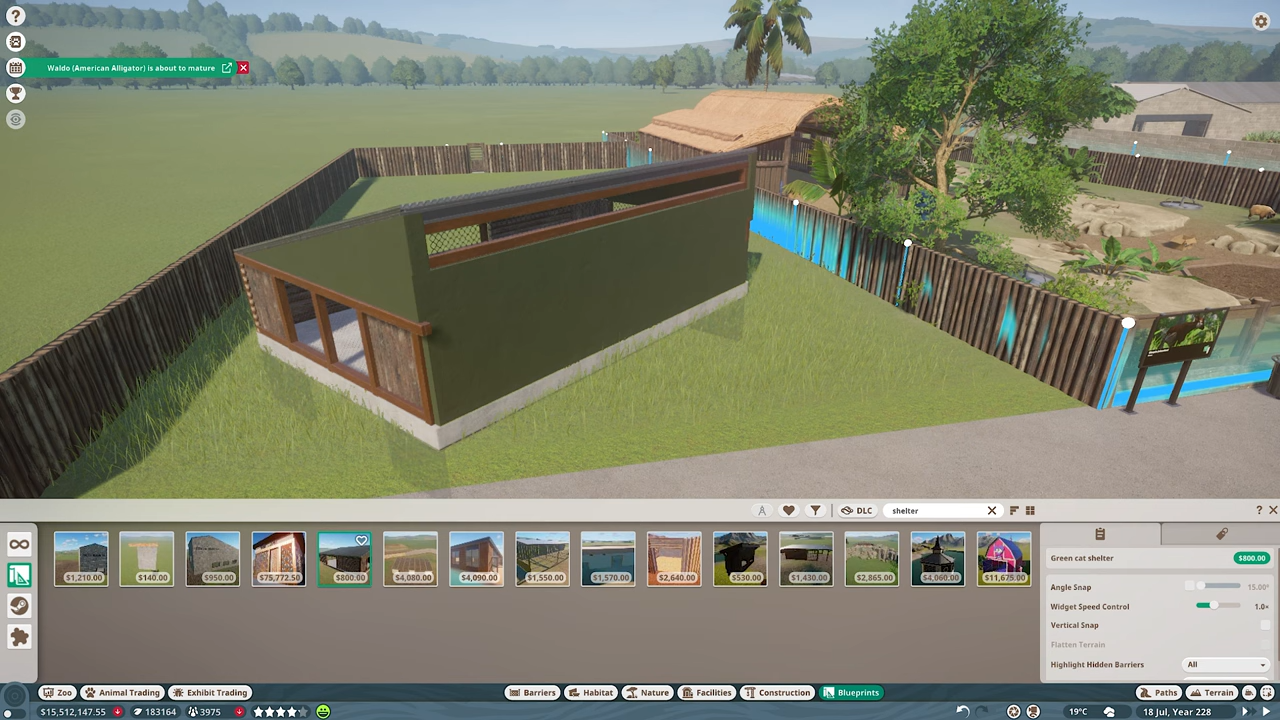 Waldo (American Alligator) is about to mature
DLC
shelter
$1,210.00
$140.00
$950.00
$75,772.50
$800.00
$4,080.00
$4,090.00
$1,550.00
$1,570.00
$2,640.00
$530.00
$1,430.00
$2,865.00
$4,060.00
$11,675.00
Green cat shelter
$800.00
Angle Snap
15.00°
Widget Speed Control
1.0×
Vertical Snap
Flatten Terrain
Highlight Hidden Barriers
All
Zoo
Animal Trading
Exhibit Trading
Barriers
Habitat
Nature
Facilities
Construction
Blueprints
Paths
Terrain
$15,512,147.55
183164
3975
19°C
18 Jul, Year 228